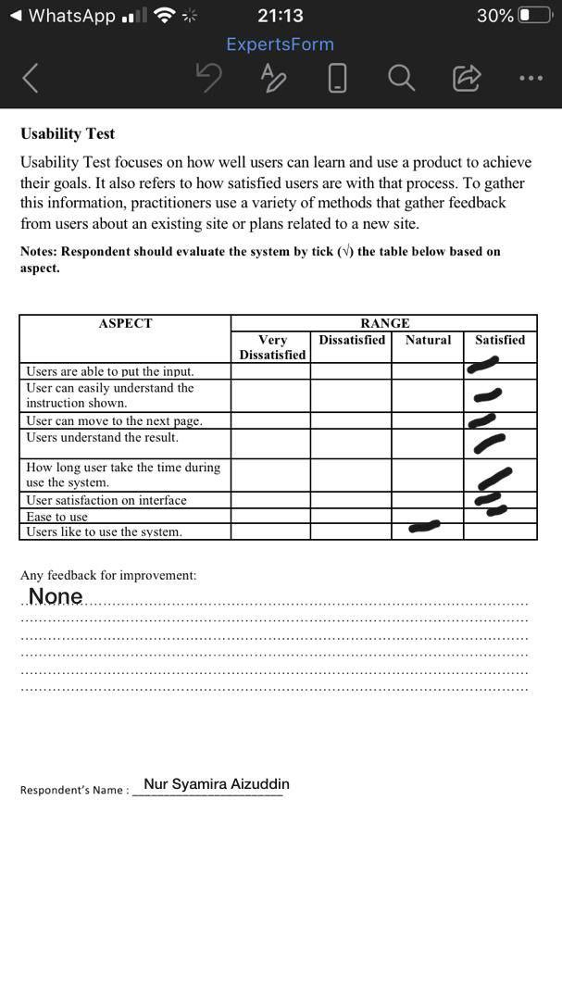 WhatsApp 21:13 30%
ExpertsForm
Usability Test
Usability Test focuses on how well users can learn and use a product to achieve
their goals. It also refers to how satisfied users are with that process. To gather
this information, practitioners use a variety of methods that gather feedback
from users about an existing site or plans related to a new site.
Notes: Respondent should evaluate the system by tick (√) the table below based on
aspect.
ASPECT RANGE
Very Dissatisfied Natural Satisfied
Dissatisfied
Users are able to put the input.
User can easily understand the
instruction shown.
User can move to the next page.
Users understand the result.
How long user take the time during
use the system.
User satisfaction on interface
Ease to use
Users like to use the system.
Any feedback for improvement:
None
Respondent's Name : Nur Syamira Aizuddin